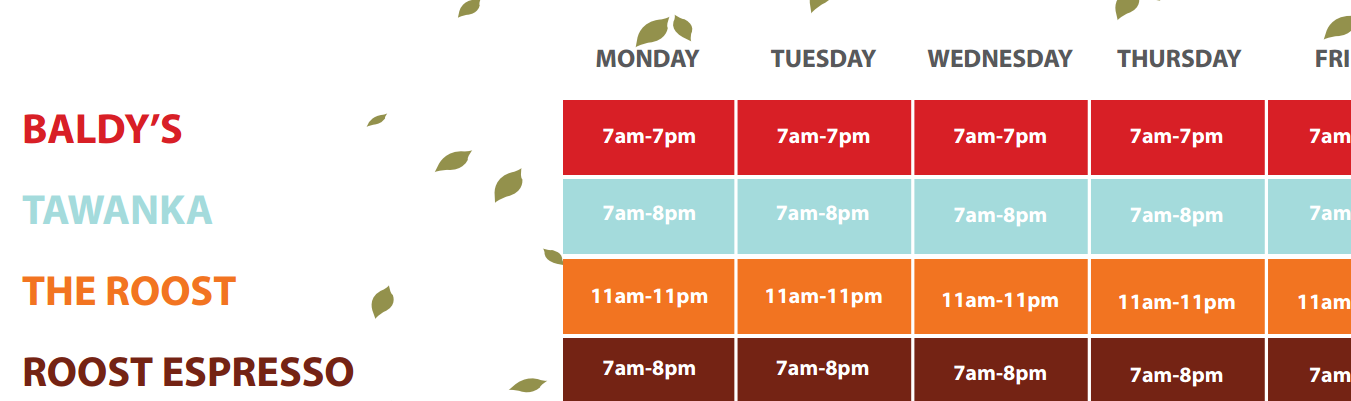 MONDAY TUESDAY WEDNESDAY THURSDAY FRI
BALDY’S 7am-7pm 7am-7pm 7am-7pm 7am-7pm 7am
TAWANKA 7am-8pm 7am-8pm 7am-8pm 7am-8pm 7am
THE ROOST 11am-11pm 11am-11pm 11am-11pm 11am-11pm 11am
ROOST ESPRESSO 7am-8pm 7am-8pm 7am-8pm 7am-8pm 7am